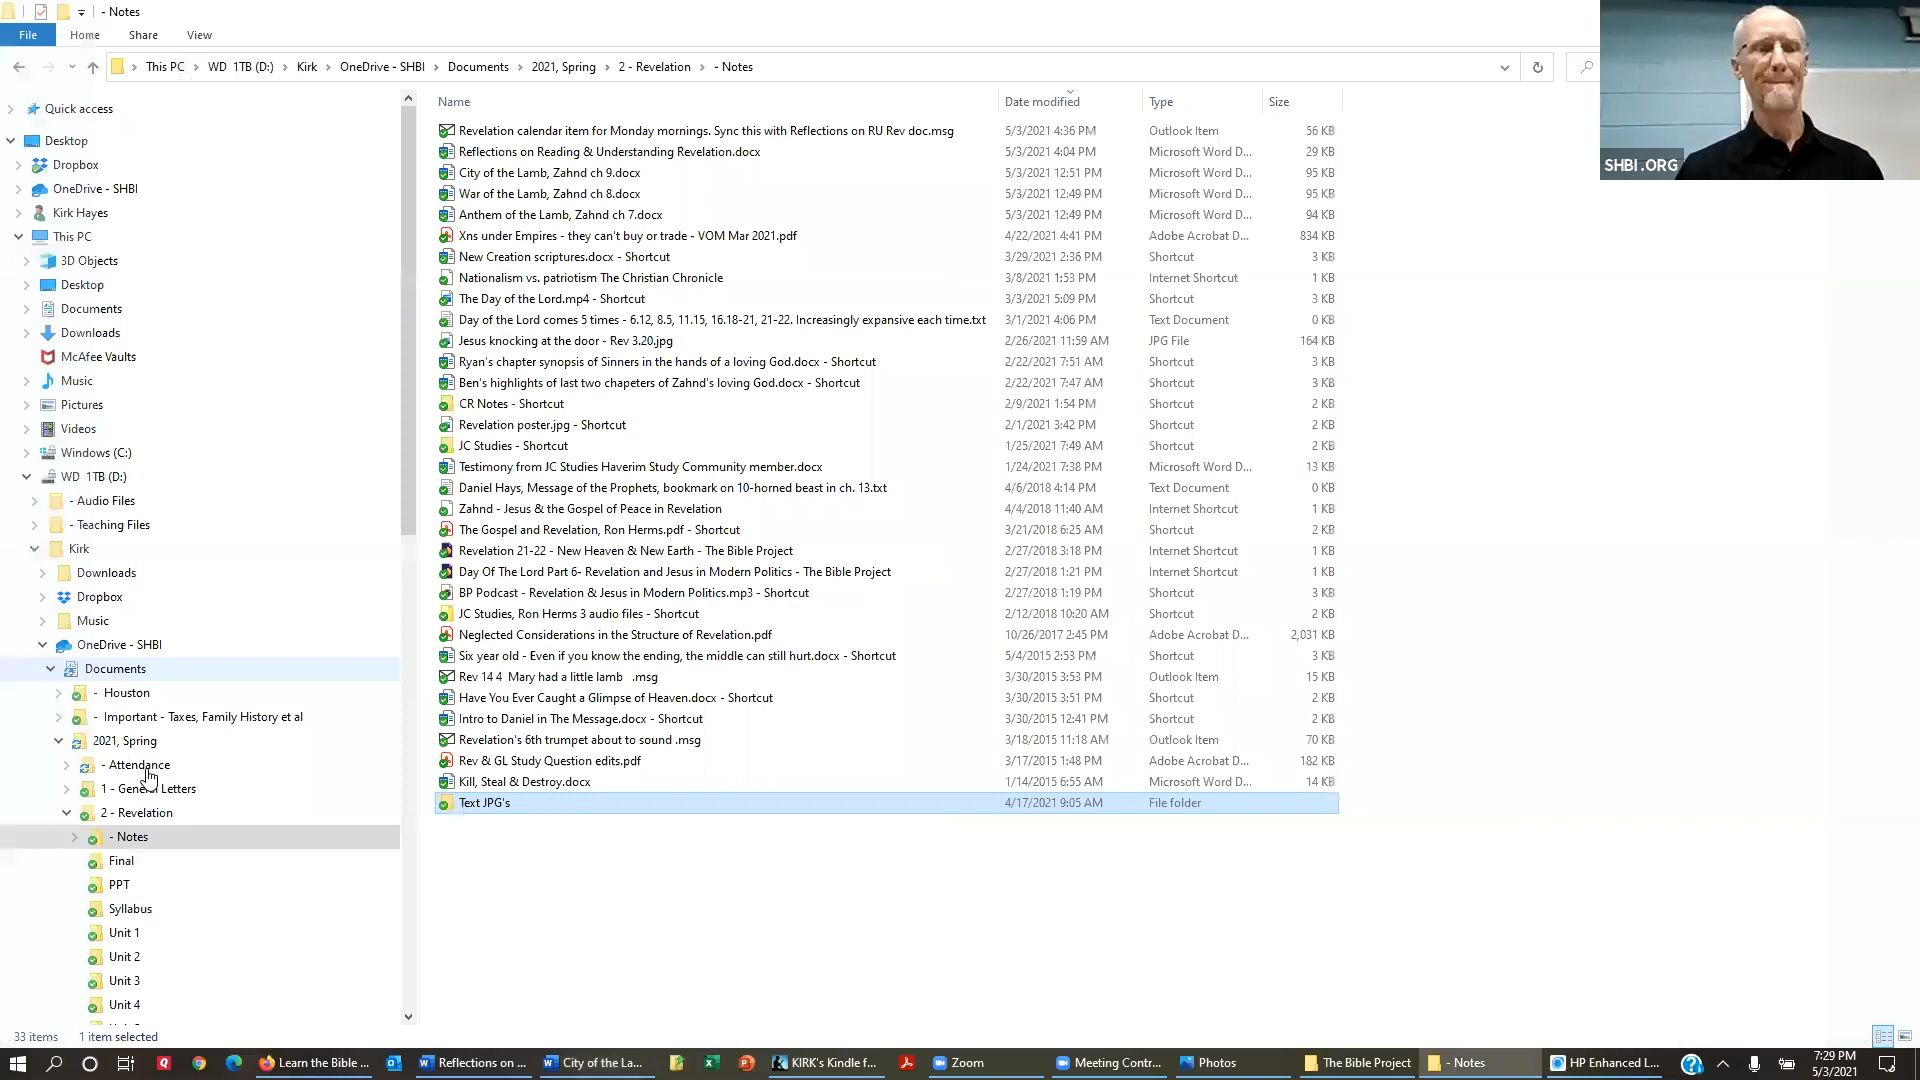 - Notes
File Home Share View
This PC WD 1TB (D:) Kirk OneDrive - SHBI Documents 2021, Spring 2 - Revelation - Notes
Quick access
Desktop
Dropbox
OneDrive - SHBI
Kirk Hayes
This PC
3D Objects
Desktop
Documents
Downloads
McAfee Vaults
Music
Pictures
Videos
Windows (C:)
WD 1TB (D:)
- Audio Files
- Teaching Files
Kirk
Downloads
Dropbox
Music
OneDrive - SHBI
Documents
- Houston
- Important - Taxes, Family History et al
2021, Spring
- Attendance
1 - General Letters
2 - Revelation
- Notes
Final
PPT
Syllabus
Unit 1
Unit 2
Unit 3
Unit 4
Name Date modified Type Size
Revelation calendar item for Monday mornings. Sync this with Reflections on RU Rev doc.msg 5/3/2021 4:36 PM Outlook Item 56 KB
Reflections on Reading & Understanding Revelation.docx 5/3/2021 4:04 PM Microsoft Word D... 29 KB
City of the Lamb, Zahnd ch 9.docx 5/3/2021 12:51 PM Microsoft Word D... 95 KB
War of the Lamb, Zahnd ch 8.docx 5/3/2021 12:49 PM Microsoft Word D... 95 KB
Anthem of the Lamb, Zahnd ch 7.docx 5/3/2021 12:49 PM Microsoft Word D... 94 KB
Xns under Empires - they can't buy or trade - VOM Mar 2021.pdf 4/22/2021 4:41 PM Adobe Acrobat D... 834 KB
New Creation scriptures.docx - Shortcut 3/29/2021 2:36 PM Shortcut 3 KB
Nationalism vs. patriotism The Christian Chronicle 3/8/2021 1:53 PM Internet Shortcut 1 KB
The Day of the Lord.mp4 - Shortcut 3/3/2021 5:09 PM Shortcut 3 KB
Day of the Lord comes 5 times - 6.12, 8.5, 11.15, 16.18-21, 21-22. Increasingly expansive each time.txt 3/1/2021 4:06 PM Text Document 0 KB
Jesus knocking at the door - Rev 3.20.jpg 2/26/2021 11:59 AM JPG File 164 KB
Ryan's chapter synopsis of Sinners in the hands of a loving God.docx - Shortcut 2/22/2021 7:51 AM Shortcut 3 KB
Ben's highlights of last two chapeters of Zahnd's loving God.docx - Shortcut 2/22/2021 7:47 AM Shortcut 3 KB
CR Notes - Shortcut 2/9/2021 1:54 PM Shortcut 2 KB
Revelation poster.jpg - Shortcut 2/1/2021 3:42 PM Shortcut 2 KB
JC Studies - Shortcut 1/25/2021 7:49 AM Shortcut 2 KB
Testimony from JC Studies Haverim Study Community member.docx 1/24/2021 7:38 PM Microsoft Word D... 13 KB
Daniel Hays, Message of the Prophets, bookmark on 10-horned beast in ch. 13.txt 4/6/2018 4:14 PM Text Document 0 KB
Zahnd - Jesus & the Gospel of Peace in Revelation 4/4/2018 11:40 AM Internet Shortcut 1 KB
The Gospel and Revelation, Ron Herms.pdf - Shortcut 3/21/2018 6:25 AM Shortcut 2 KB
Revelation 21-22 - New Heaven & New Earth - The Bible Project 2/27/2018 3:18 PM Internet Shortcut 1 KB
Day Of The Lord Part 6- Revelation and Jesus in Modern Politics - The Bible Project 2/27/2018 1:21 PM Internet Shortcut 1 KB
BP Podcast - Revelation & Jesus in Modern Politics.mp3 - Shortcut 2/27/2018 1:19 PM Shortcut 3 KB
JC Studies, Ron Herms 3 audio files - Shortcut 2/12/2018 10:20 AM Shortcut 2 KB
Neglected Considerations in the Structure of Revelation.pdf 10/26/2017 2:45 PM Adobe Acrobat D... 2,031 KB
Six year old - Even if you know the ending, the middle can still hurt.docx - Shortcut 5/4/2015 2:53 PM Shortcut 3 KB
Rev 14 4 Mary had a little lamb .msg 3/30/2015 3:53 PM Outlook Item 15 KB
Have You Ever Caught a Glimpse of Heaven.docx - Shortcut 3/30/2015 3:51 PM Shortcut 2 KB
Intro to Daniel in The Message.docx - Shortcut 3/30/2015 12:41 PM Shortcut 2 KB
Revelation's 6th trumpet about to sound .msg 3/18/2015 11:18 AM Outlook Item 70 KB
Rev & GL Study Question edits.pdf 3/17/2015 1:48 PM Adobe Acrobat D... 182 KB
Kill, Steal & Destroy.docx 1/14/2015 6:55 AM Microsoft Word D... 14 KB
Text JPG's 4/17/2021 9:05 AM File folder
SHBI.ORG
33 items 1 item selected
Learn the Bible ... Reflections on ... City of the La... KIRK's Kindle f... Zoom Meeting Contr... Photos The Bible Project - Notes HP Enhanced L... 7:29 PM
5/3/2021